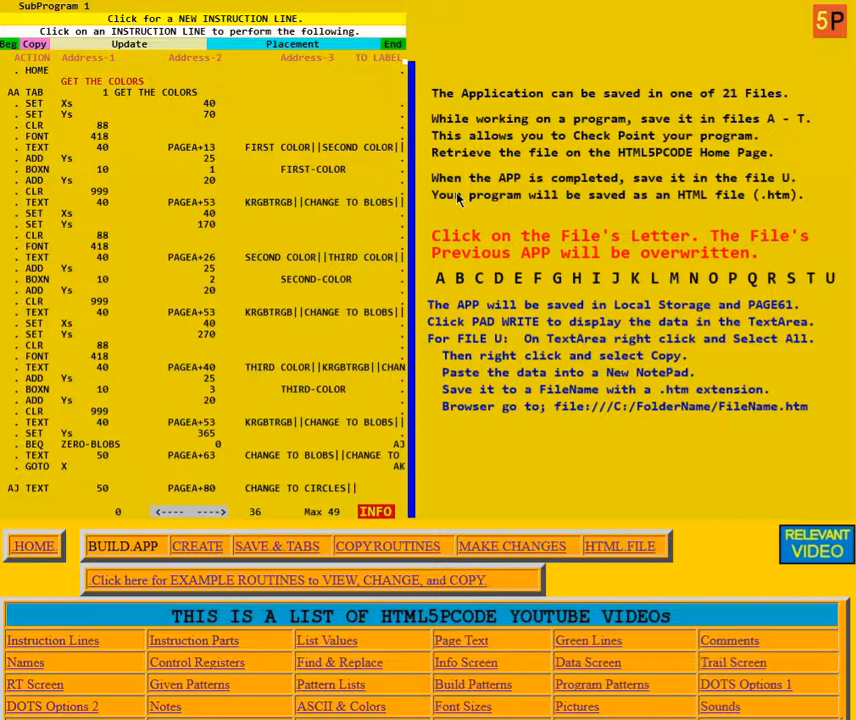 SubProgram 1
Click for a NEW INSTRUCTION LINE.
Click on an INSTRUCTION LINE to perform the following.
Beg Copy Update Placement End
ACTION Address-1 Address-2 Address-3 TO LABEL
. HOME .
GET THE COLORS
AA TAB 1 GET THE COLORS
. SET Xs 40 .
. SET Ys 70 .
. CLR 88 .
. FONT 418 .
. TEXT 40 PAGEA+13 FIRST COLOR||SECOND COLOR||
. ADD Ys 25 .
. BOXN 10 1 FIRST-COLOR .
. ADD Ys 20 .
. CLR 999 .
. TEXT 40 PAGEA+53 KRGBTRGB||CHANGE TO BLOBS||
. SET Xs 40 .
. SET Ys 170 .
. CLR 88 .
. FONT 418 .
. TEXT 40 PAGEA+26 SECOND COLOR||THIRD COLOR||
. ADD Ys 25 .
. BOXN 10 2 SECOND-COLOR .
. ADD Ys 20 .
. CLR 999 .
. TEXT 40 PAGEA+53 KRGBTRGB||CHANGE TO BLOBS||
. SET Xs 40 .
. SET Ys 270 .
. CLR 88 .
. FONT 418 .
. TEXT 40 PAGEA+40 THIRD COLOR||KRGBTRGB||CHAN
. ADD Ys 25 .
. BOXN 10 3 THIRD-COLOR .
. ADD Ys 20 .
. CLR 999 .
. TEXT 40 PAGEA+53 KRGBTRGB||CHANGE TO BLOBS||
. SET Ys 365 .
. BEQ ZERO-BLOBS 0 AJ
. TEXT 50 PAGEA+63 CHANGE TO BLOBS||CHANGE TO
. GOTO X AK
AJ TEXT 50 PAGEA+80 CHANGE TO CIRCLES||
0 <---- ----> 36 Max 49 INFO
5P
The Application can be saved in one of 21 Files.
While working on a program, save it in files A - T.
This allows you to Check Point your program.
Retrieve the file on the HTML5PCODE Home Page.
When the APP is completed, save it in the file U.
Your program will be saved as an HTML file (.htm).
Click on the File's Letter. The File's
Previous APP will be overwritten.
A B C D E F G H I J K L M N O P Q R S T U
The APP will be saved in Local Storage and PAGE61.
Click PAD WRITE to display the data in the TextArea.
For FILE U: On TextArea right click and Select All.
Then right click and select Copy.
Paste the data into a New NotePad.
Save it to a FileName with a .htm extension.
Browser go to; file:///C:/FolderName/FileName.htm
HOME BUILD.APP CREATE SAVE & TABS COPY.ROUTINES MAKE CHANGES HTML.FILE
RELEVANT
VIDEO
Click here for EXAMPLE ROUTINES to VIEW, CHANGE, and COPY.
THIS IS A LIST OF HTML5PCODE YOUTUBE VIDEOs
Instruction Lines Instruction Parts List Values Page Text Green Lines Comments
Names Control Registers Find & Replace Info Screen Data Screen Trail Screen
RT Screen Given Patterns Pattern Lists Build Patterns Program Patterns DOTS Options 1
DOTS Options 2 Notes ASCII & Colors Font Sizes Pictures Sounds